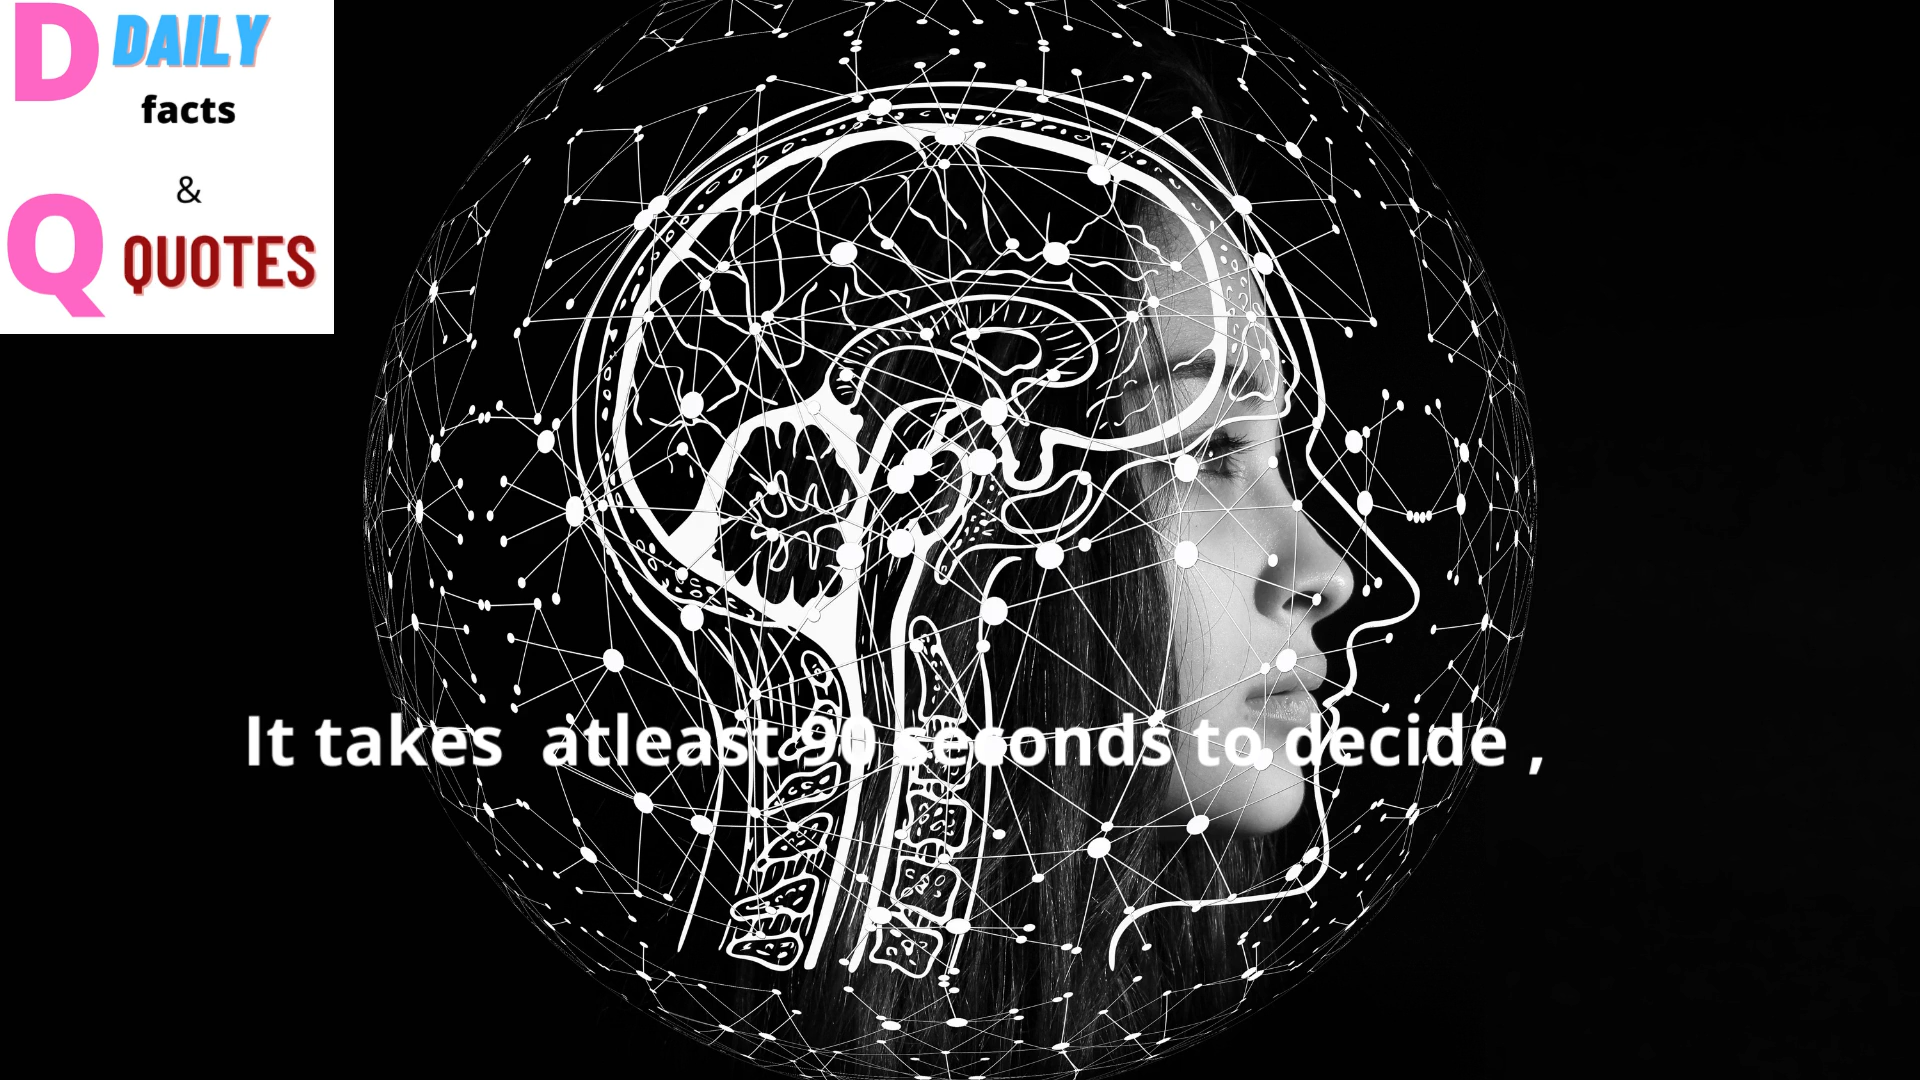 D DAILY
facts
&
Q QUOTES
It takes atleast 90 seconds to decide ,